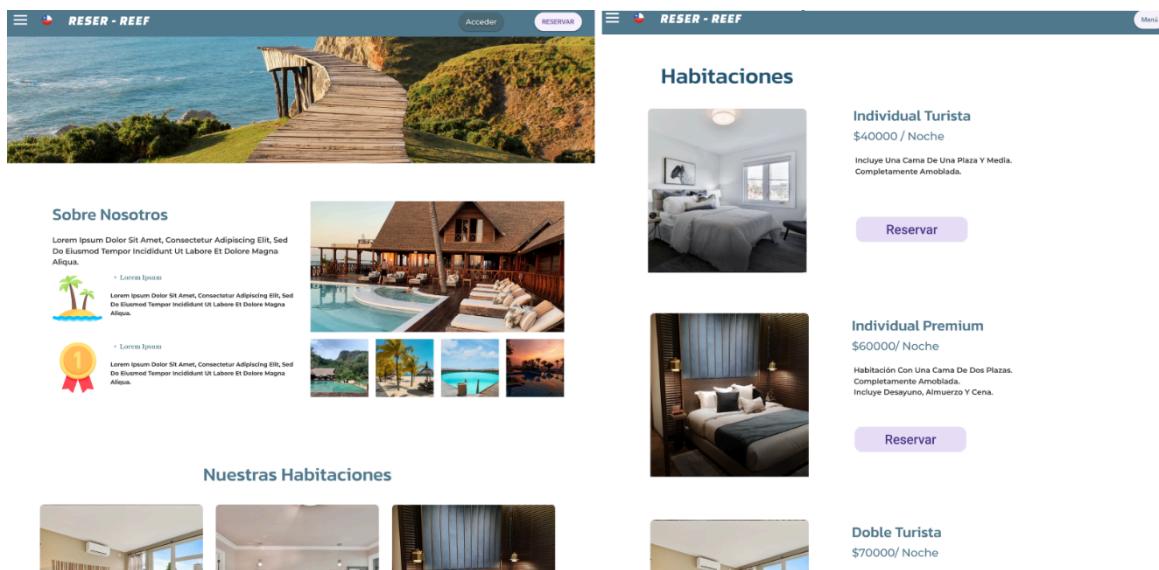 RESER - REEF
Acceder
RESERVAR
Sobre Nosotros
Lorem Ipsum Dolor Sit Amet, Consectetur Adipiscing Elit, Sed
Do Eiusmod Tempor Incididunt Ut Labore Et Dolore Magna
Aliqua.
Lorem Ipsum
Lorem Ipsum Dolor Sit Amet, Consectetur Adipiscing Elit, Sed
Do Eiusmod Tempor Incididunt Ut Labore Et Dolore Magna
Aliqua.
1
Lorem Ipsum
Lorem Ipsum Dolor Sit Amet, Consectetur Adipiscing Elit, Sed
Do Eiusmod Tempor Incididunt Ut Labore Et Dolore Magna
Aliqua.
Nuestras Habitaciones
RESER - REEF
Menú
Habitaciones
Individual Turista
$40000 / Noche
Incluye Una Cama De Una Plaza Y Media.
Completamente Amoblada.
Reservar
Individual Premium
$60000/ Noche
Habitación Con Una Cama De Dos Plazas.
Completamente Amoblada.
Incluye Desayuno, Almuerzo Y Cena.
Reservar
Doble Turista
$70000/ Noche